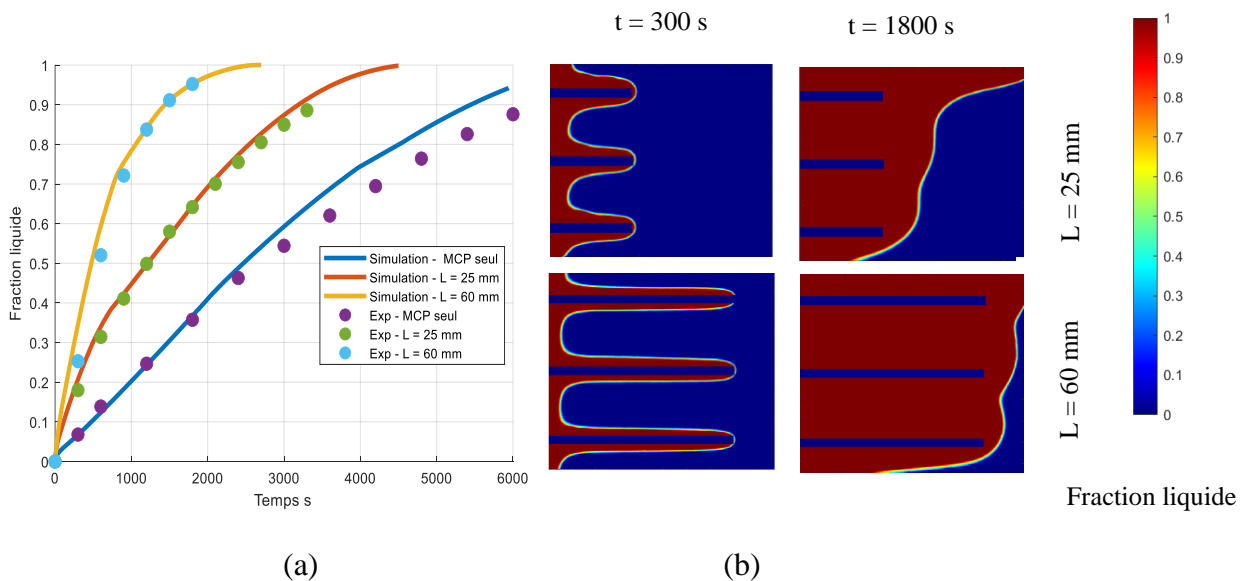 t = 300 s
t = 1800 s
1
0.9
0.8
0.7
0.6
0.5
0.4
0.3
0.2
0.1
0
Fraction liquide
0
1000
2000
3000
4000
5000
6000
Temps s
Simulation - MCP seul
Simulation - L = 25 mm
Simulation - L = 60 mm
Exp - MCP seul
Exp - L = 25 mm
Exp - L = 60 mm
L = 25 mm
L = 60 mm
1
0.9
0.8
0.7
0.6
0.5
0.4
0.3
0.2
0.1
0
Fraction liquide
(a)
(b)